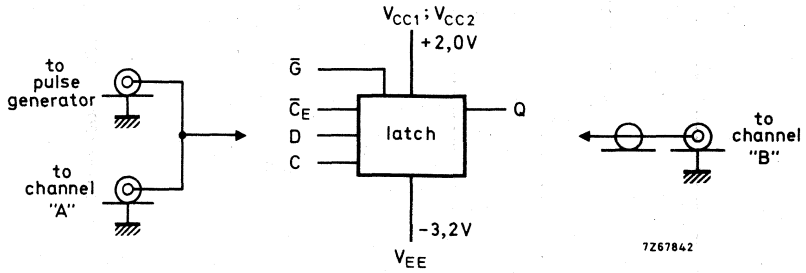 to
pulse
generator
to
channel
"A"
V_CC1 ; V_CC2
+2,0V
G̅
C̅_E
D
C
latch
Q
-3,2V
V_EE
to
channel
"B"
7Z67842